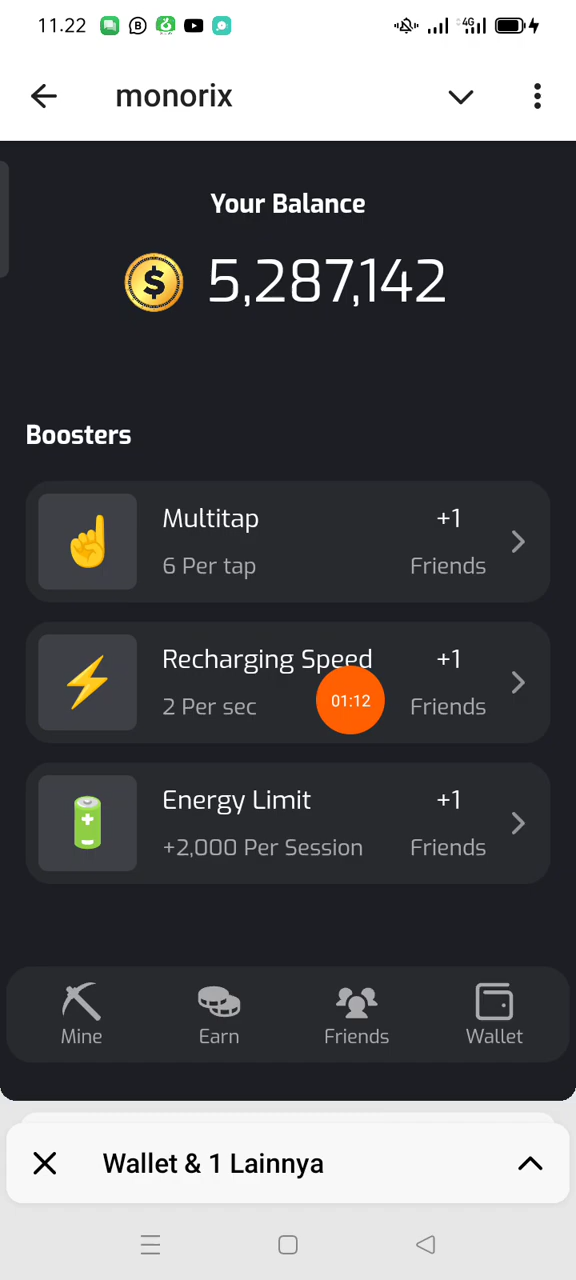 11.22
4G
monorix
Your Balance
5,287,142
Boosters
Multitap +1
6 Per tap Friends
Recharging Speed +1
2 Per sec 01:12 Friends
Energy Limit +1
+2,000 Per Session Friends
Mine Earn Friends Wallet
Wallet & 1 Lainnya